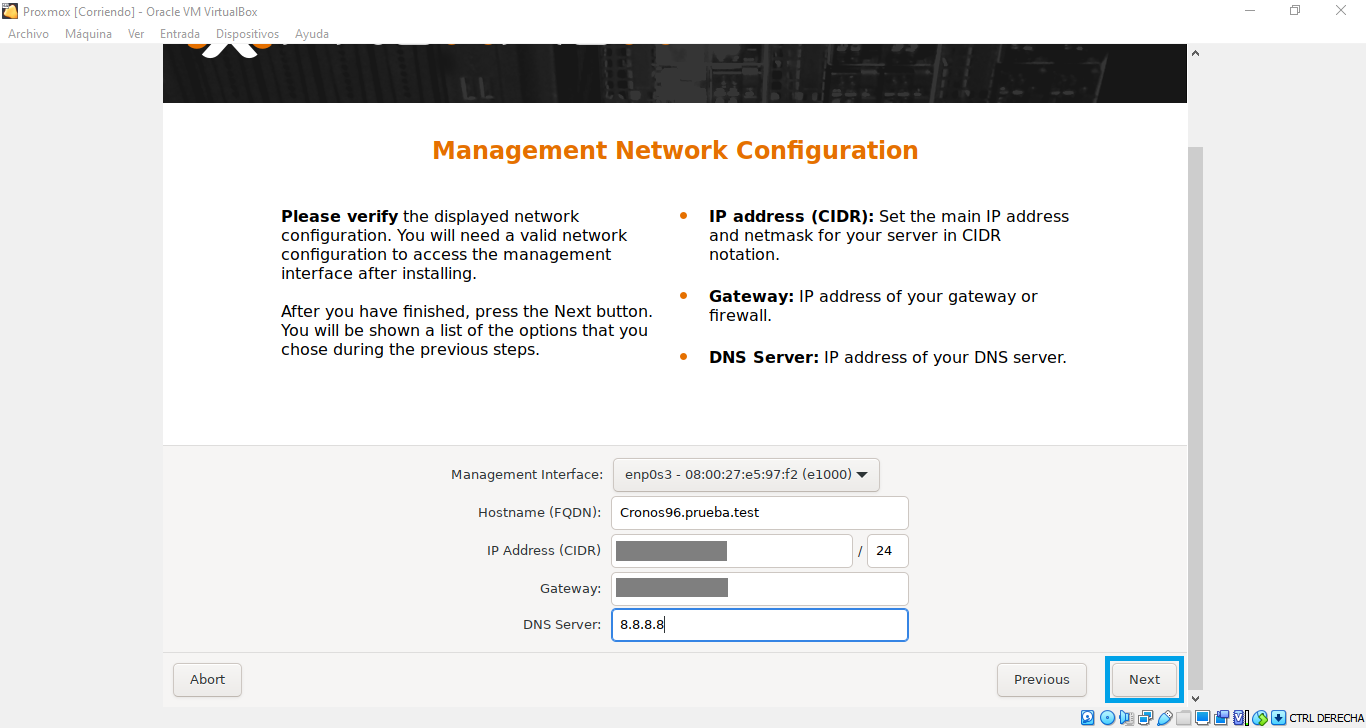 Proxmox [Corriendo] - Oracle VM VirtualBox
Archivo Máquina Ver Entrada Dispositivos Ayuda
Management Network Configuration
Please verify the displayed network
configuration. You will need a valid network
configuration to access the management
interface after installing.
After you have finished, press the Next button.
You will be shown a list of the options that you
chose during the previous steps.
IP address (CIDR): Set the main IP address
and netmask for your server in CIDR
notation.
Gateway: IP address of your gateway or
firewall.
DNS Server: IP address of your DNS server.
Management Interface: enp0s3 - 08:00:27:e5:97:f2 (e1000)
Hostname (FQDN): Cronos96.prueba.test
IP Address (CIDR) / 24
Gateway:
DNS Server: 8.8.8.8
Abort Previous Next
CTRL DERECHA